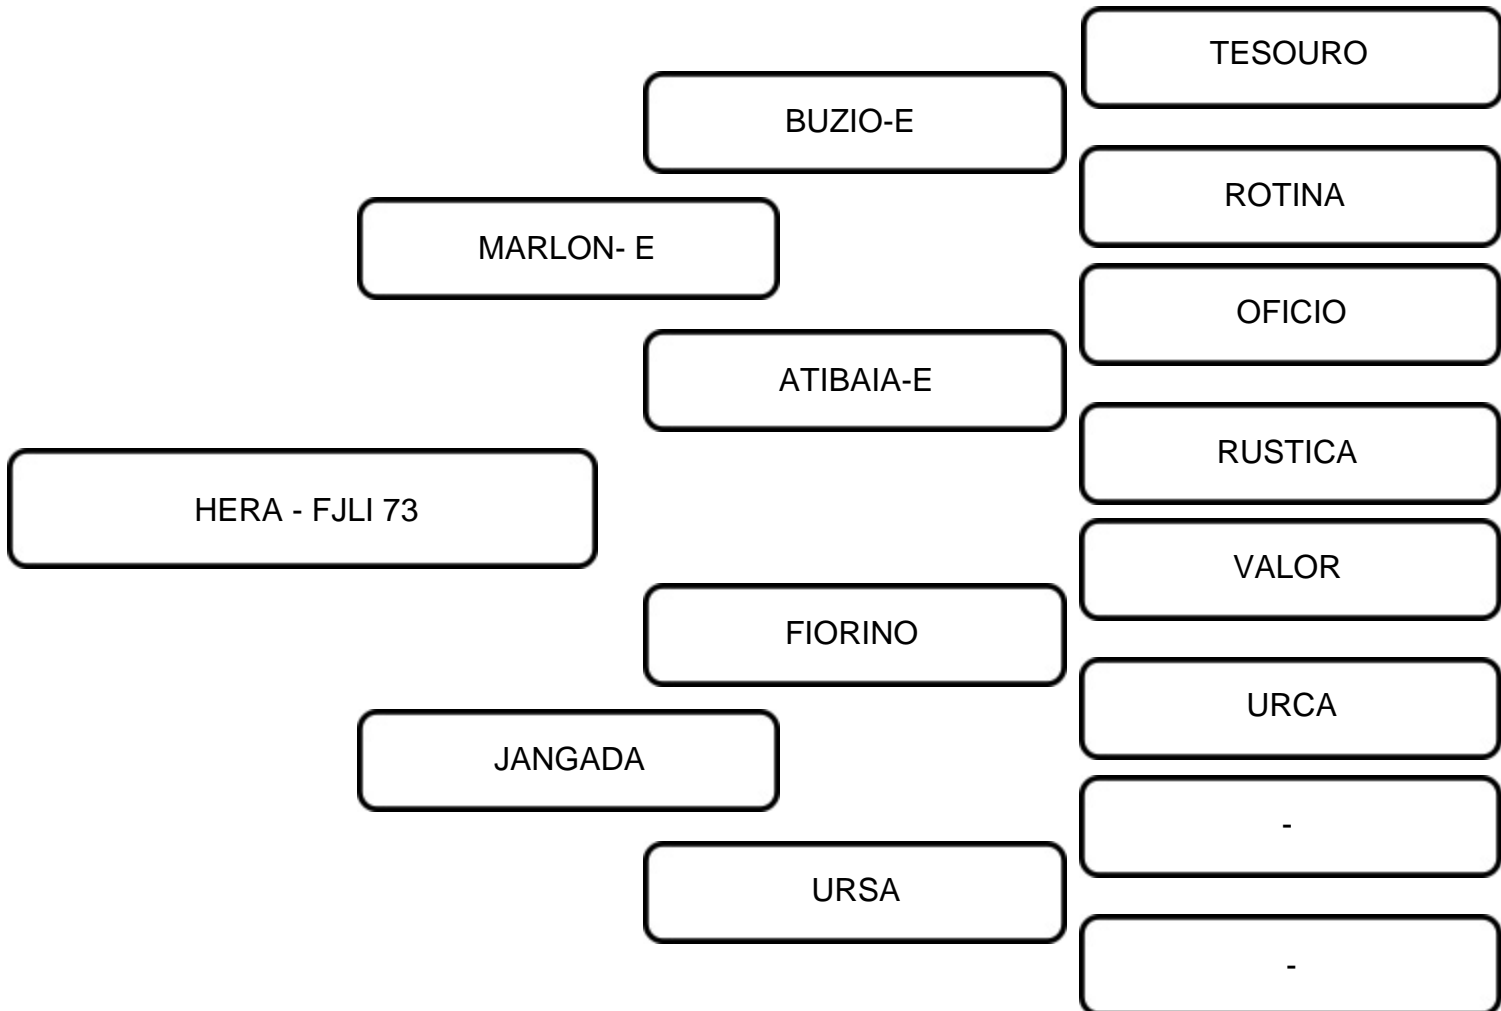 TESOURO
BUZIO-E
ROTINA
MARLON- E
OFICIO
ATIBAIA-E
RUSTICA
HERA - FJLI 73
VALOR
FIORINO
URCA
JANGADA
-
URSA
-